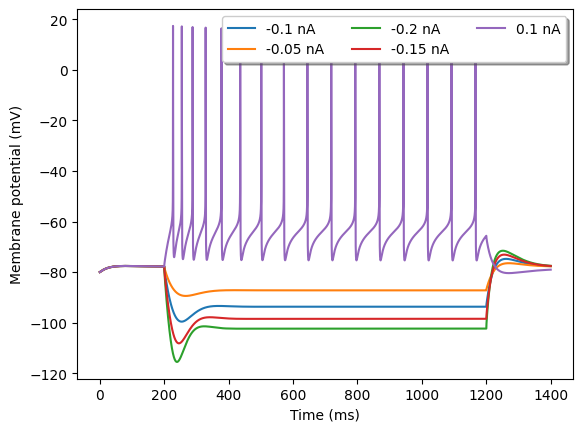 20
0
−20
−40
−60
−80
−100
−120
Membrane potential (mV)
-0.1 nA
-0.05 nA
-0.2 nA
-0.15 nA
0.1 nA
0 200 400 600 800 1000 1200 1400
Time (ms)